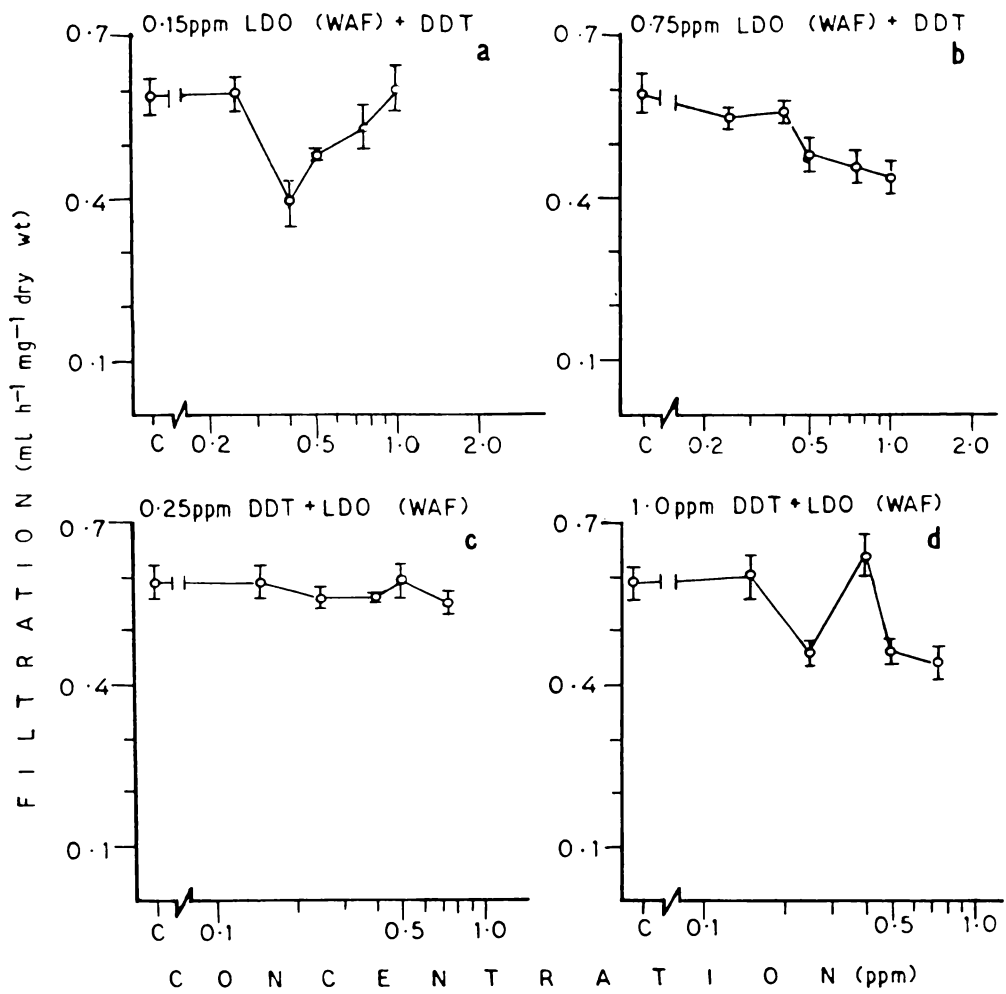 0.15ppm LDO (WAF) + DDT
a
0.7
0.4
0.1
C 0.2 0.5 1.0 2.0
0.75ppm LDO (WAF) + DDT
b
0.7
0.4
0.1
C 0.2 0.5 1.0 2.0
0.25ppm DDT + LDO (WAF)
c
0.7
0.4
0.1
C 0.1 0.5 1.0
1.0ppm DDT + LDO (WAF)
d
0.7
0.4
0.1
C 0.1 0.5 1.0
FILTRATION (ml h⁻¹ mg⁻¹ dry wt)
CONCENTRATION (ppm)